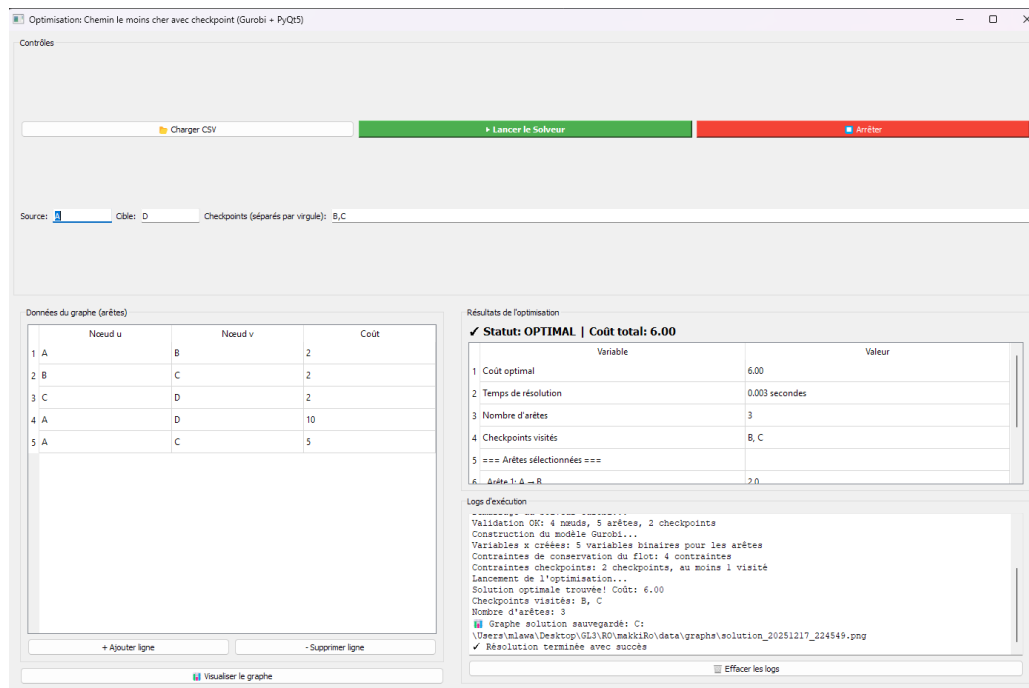 Optimisation: Chemin le moins cher avec checkpoint (Gurobi + PyQt5)
Contrôles
Charger CSV
Lancer le Solveur
Arrêter
Source: A Cible: D Checkpoints (séparés par virgule): B,C
Données du graphe (arêtes)
Nœud u Nœud v Coût
1 A B 2
2 B C 2
3 C D 2
4 A D 10
5 A C 5
+ Ajouter ligne
- Supprimer ligne
Visualiser le graphe
Résultats de l'optimisation
✓ Statut: OPTIMAL | Coût total: 6.00
Variable Valeur
1 Coût optimal 6.00
2 Temps de résolution 0.003 secondes
3 Nombre d'arêtes 3
4 Checkpoints visités B, C
5 === Arêtes sélectionnées ===
6 Arête 1: A → B 2.0
Logs d'exécution
Validation OK: 4 nœuds, 5 arêtes, 2 checkpoints
Construction du modèle Gurobi...
Variables x créées: 5 variables binaires pour les arêtes
Contraintes de conservation du flot: 4 contraintes
Contraintes checkpoints: 2 checkpoints, au moins 1 visité
Lancement de l'optimisation...
Solution optimale trouvée! Coût: 6.00
Checkpoints visités: B, C
Nombre d'arêtes: 3
Graphe solution sauvegardé: C:
\Users\mlawa\Desktop\GL3\RO\makkiRo\data\graphs\solution_20251217_224549.png
✓ Résolution terminée avec succès
Effacer les logs